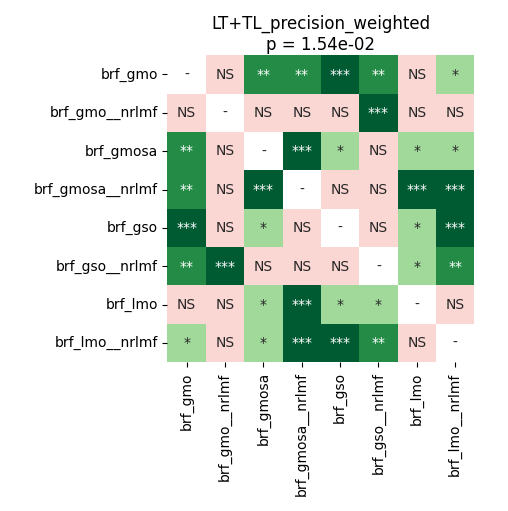 LT+TL_precision_weighted
p = 1.54e-02
brf_gmo - NS ** ** *** ** NS *
brf_gmo__nrlmf NS - NS NS NS *** NS NS
brf_gmosa ** NS - *** * NS * *
brf_gmosa__nrlmf ** NS *** - NS NS *** ***
brf_gso *** NS * NS - NS * ***
brf_gso__nrlmf ** *** NS NS NS - * **
brf_lmo NS NS * *** * * - NS
brf_lmo__nrlmf * NS * *** *** ** NS -
brf_gmo
brf_gmo__nrlmf
brf_gmosa
brf_gmosa__nrlmf
brf_gso
brf_gso__nrlmf
brf_lmo
brf_lmo__nrlmf